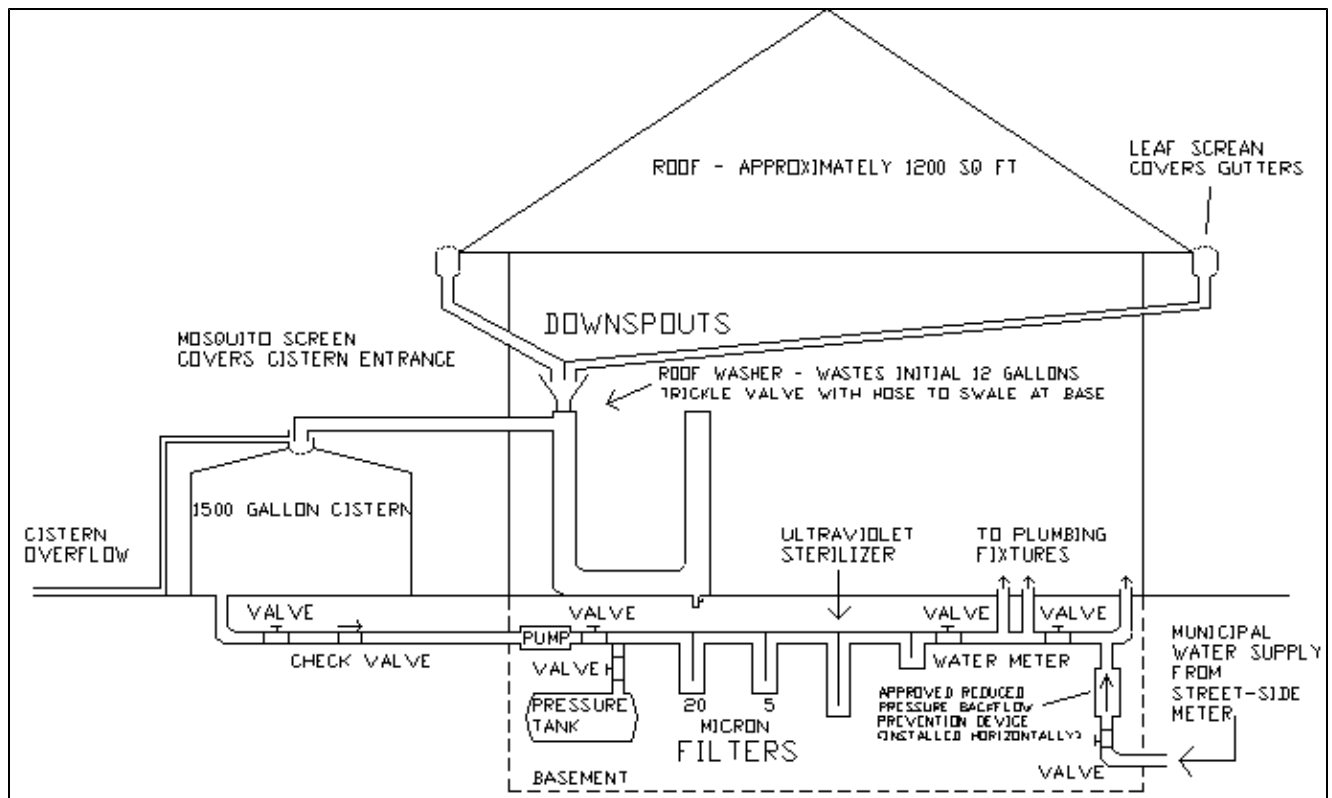 ROOF - APPROXIMATELY 1200 SQ FT
LEAF SCREAN
COVERS GUTTERS
DOWNSPOUTS
MOSQUITO SCREEN
COVERS CISTERN ENTRANCE
ROOF WASHER - WASTES INITIAL 12 GALLONS
TRICKLE VALVE WITH HOSE TO SWALE AT BASE
1500 GALLON CISTERN
CISTERN
OVERFLOW
ULTRAVIOLET
STERILIZER
TO PLUMBING
FIXTURES
VALVE
CHECK VALVE
PUMP
VALVE
VALVE
PRESSURE
TANK
20
5
MICRON
FILTERS
VALVE
WATER METER
VALVE
APPROVED REDUCED
PRESSURE BACKFLOW
PREVENTION DEVICE
(INSTALLED HORIZONTALLY)
MUNICIPAL
WATER SUPPLY
FROM
STREET-SIDE
METER
VALVE
BASEMENT